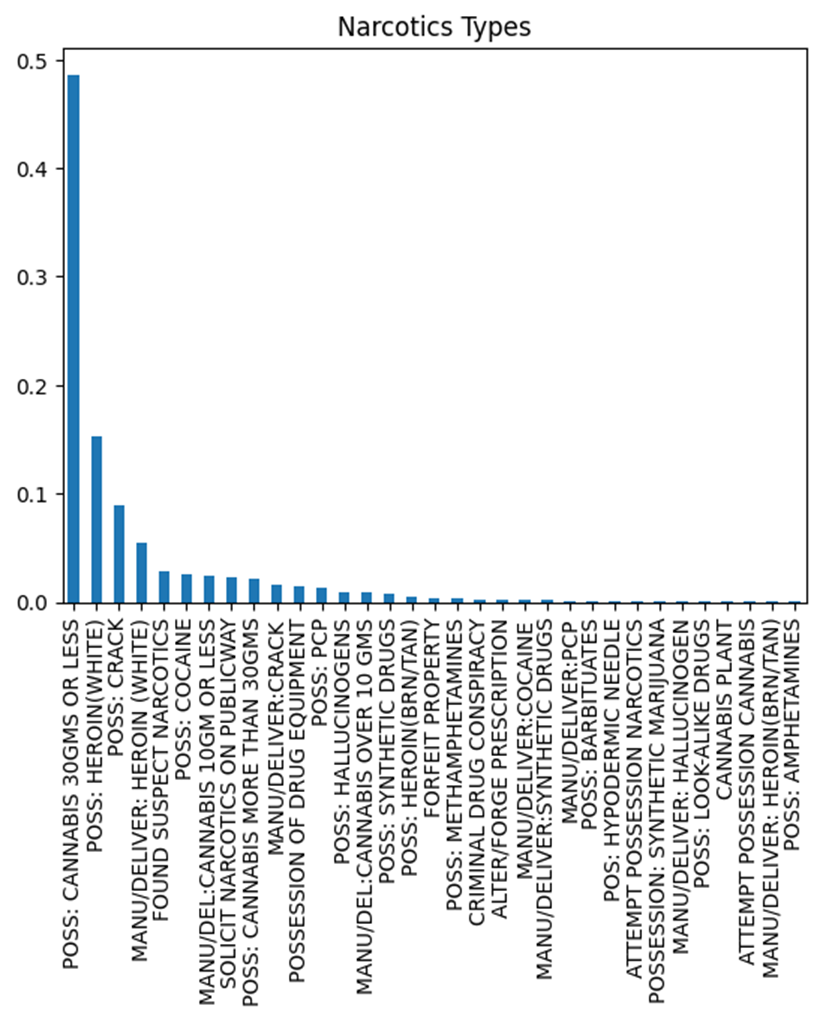 Narcotics Types
0.5
0.4
0.3
0.2
0.1
0.0
POSS: CANNABIS 30GMS OR LESS
POSS: HEROIN(WHITE)
POSS: CRACK
MANU/DELIVER: HEROIN (WHITE)
FOUND SUSPECT NARCOTICS
POSS: COCAINE
MANU/DEL:CANNABIS 10GM OR LESS
SOLICIT NARCOTICS ON PUBLICWAY
POSS: CANNABIS MORE THAN 30GMS
MANU/DELIVER:CRACK
POSSESSION OF DRUG EQUIPMENT
POSS: PCP
POSS: HALLUCINOGENS
MANU/DEL:CANNABIS OVER 10 GMS
POSS: SYNTHETIC DRUGS
POSS: HEROIN(BRN/TAN)
FORFEIT PROPERTY
POSS: METHAMPHETAMINES
CRIMINAL DRUG CONSPIRACY
ALTER/FORGE PRESCRIPTION
MANU/DELIVER:COCAINE
MANU/DELIVER:SYNTHETIC DRUGS
MANU/DELIVER:PCP
POSS: BARBITUATES
POS: HYPODERMIC NEEDLE
ATTEMPT POSSESSION NARCOTICS
POSSESSION: SYNTHETIC MARIJUANA
MANU/DELIVER: HALLUCINOGEN
POSS: LOOK-ALIKE DRUGS
CANNABIS PLANT
ATTEMPT POSSESSION CANNABIS
MANU/DELIVER: HEROIN(BRN/TAN)
POSS: AMPHETAMINES